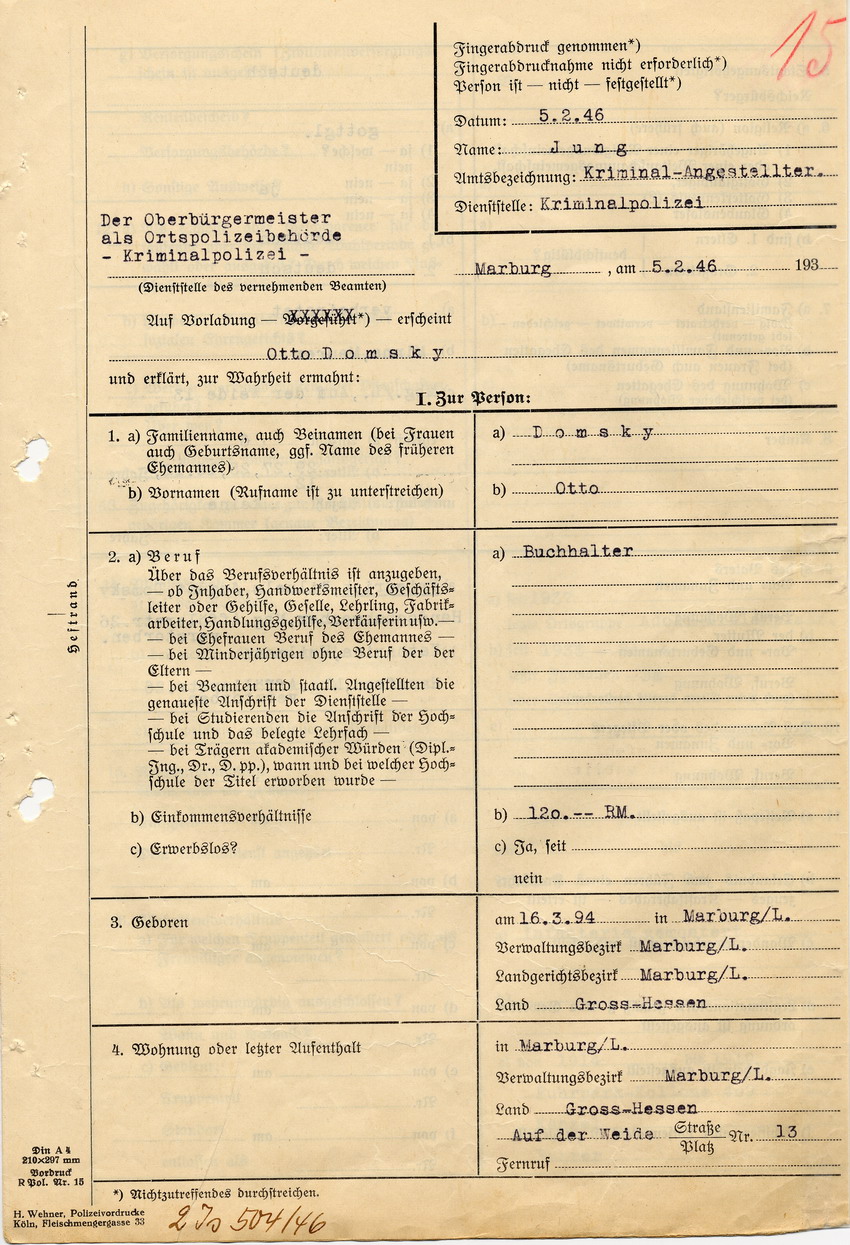 15
Fingerabdruck genommen*)
Fingerabdrucknahme nicht erforderlich*)
Person ist — nicht — festgestellt*)
Datum: 5.2.46
Name: J u n g
Amtsbezeichnung: Kriminal-Angestellter.
Dienststelle: Kriminalpolizei
Der Oberbürgermeister
als Ortspolizeibehörde
- Kriminalpolizei -
(Dienststelle des vernehmenden Beamten)
Marburg, am 5.2.46 193
Auf Vorladung — Vorgeführt*) — erscheint
Otto D o m s k y
und erklärt, zur Wahrheit ermahnt:
I. Zur Person:
1. a) Familienname, auch Beinamen (bei Frauen
auch Geburtsname, ggf. Name des früheren
Ehemannes)
a) D o m s k y
b) Vornamen (Rufname ist zu unterstreichen)
b) Otto
2. a) Beruf
Über das Berufsverhältnis ist anzugeben,
— ob Inhaber, Handwerksmeister, Geschäfts-
leiter oder Gehilfe, Geselle, Lehrling, Fabrik-
arbeiter, Handlungsgehilfe, Verkäuferin usw. —
— bei Ehefrauen Beruf des Ehemannes —
— bei Minderjährigen ohne Beruf der der
Eltern —
— bei Beamten und staatl. Angestellten die
genaueste Anschrift der Dienststelle —
— bei Studierenden die Anschrift der Hoch-
schule und das belegte Lehrfach —
— bei Trägern akademischer Würden (Dipl.-
Ing., Dr., D. pp.), wann und bei welcher Hoch-
schule der Titel erworben wurde —
a) Buchhalter
b) Einkommensverhältnisse
b) 120.-- RM.
c) Erwerbslos?
c) Ja, seit
nein
3. Geboren
am 16.3.94 in Marburg/L.
Verwaltungsbezirk Marburg/L.
Landgerichtsbezirk Marburg/L.
Land Gross-Hessen
4. Wohnung oder letzter Aufenthalt
in Marburg/L.
Verwaltungsbezirk Marburg/L.
Land Gross-Hessen
Auf der Weide Straße Platz Nr. 13
Fernruf
*) Nichtzutreffendes durchstreichen.
Heftrand
Din A 4
210×297 mm
Vordruck
R Pol. Nr. 15
H. Wehner, Polizeivordrucke
Köln, Fleischmengergasse 33
2 Js 504/46